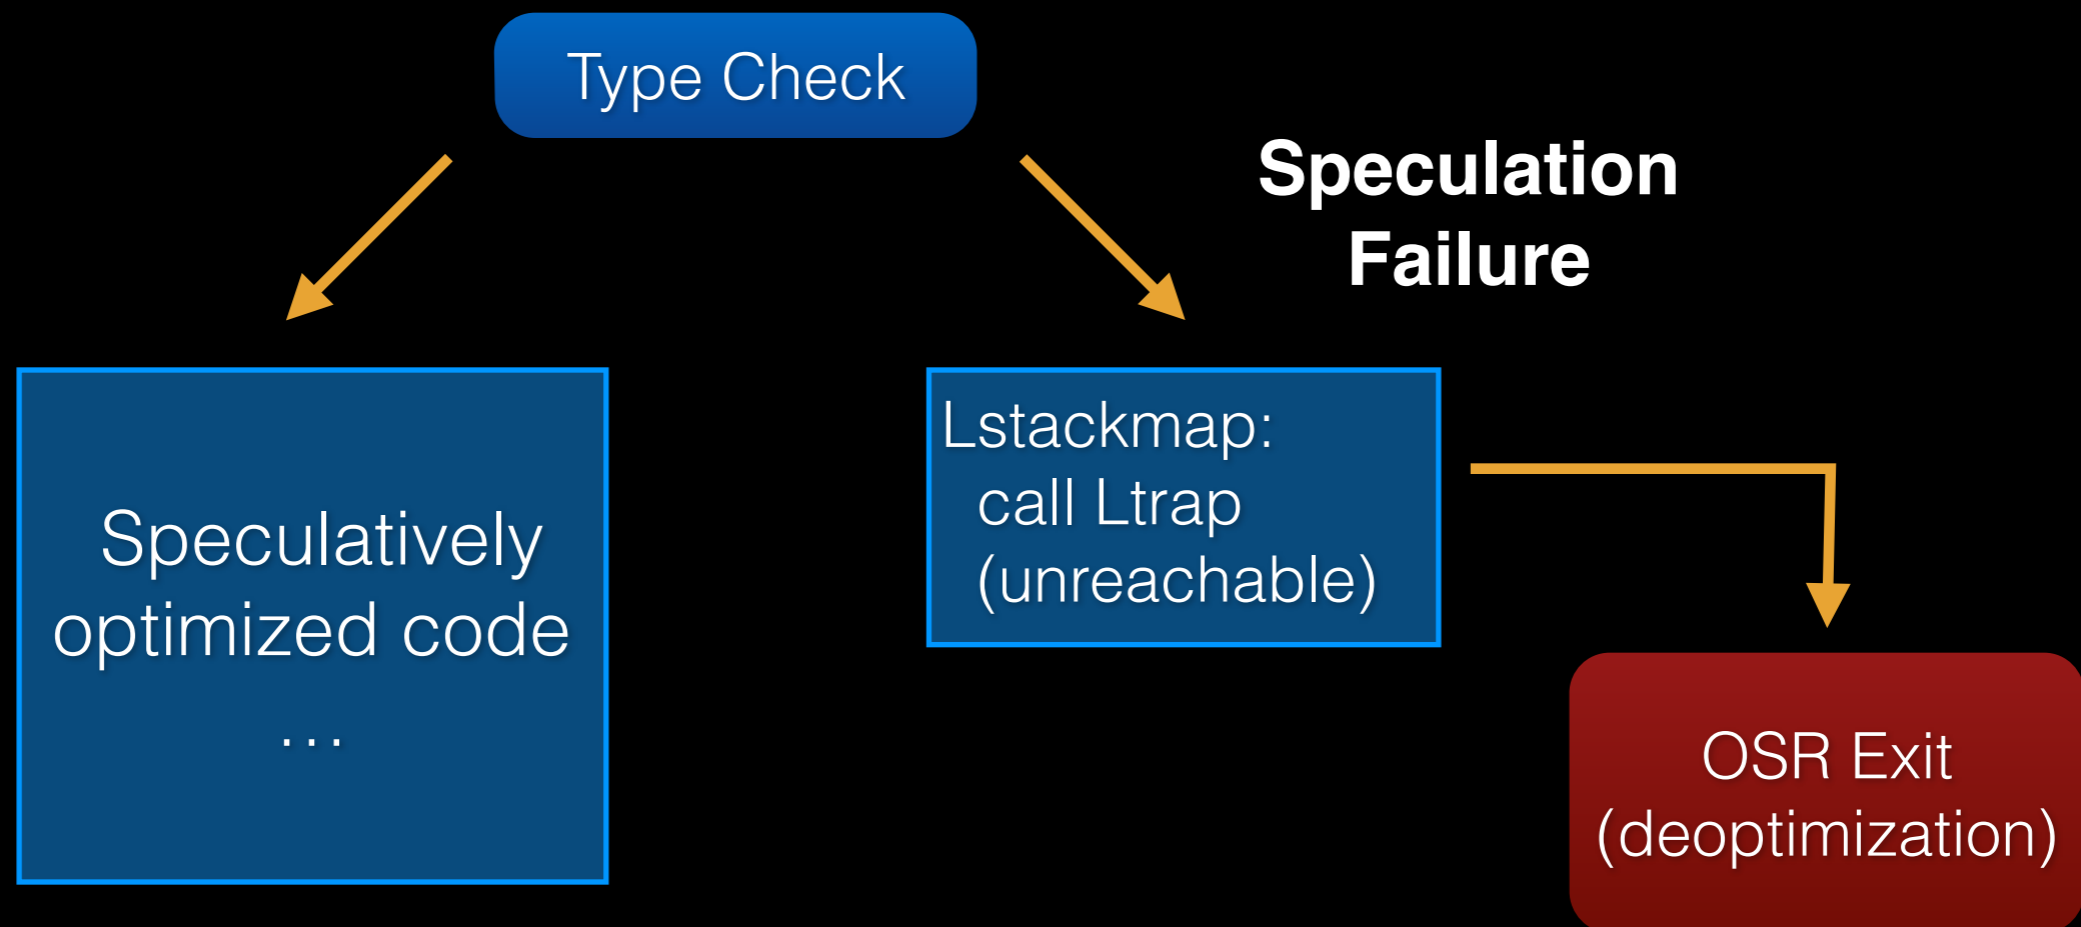 Type Check
Speculation
Failure
Speculatively
optimized code
...
Lstackmap:
call Ltrap
(unreachable)
OSR Exit
(deoptimization)